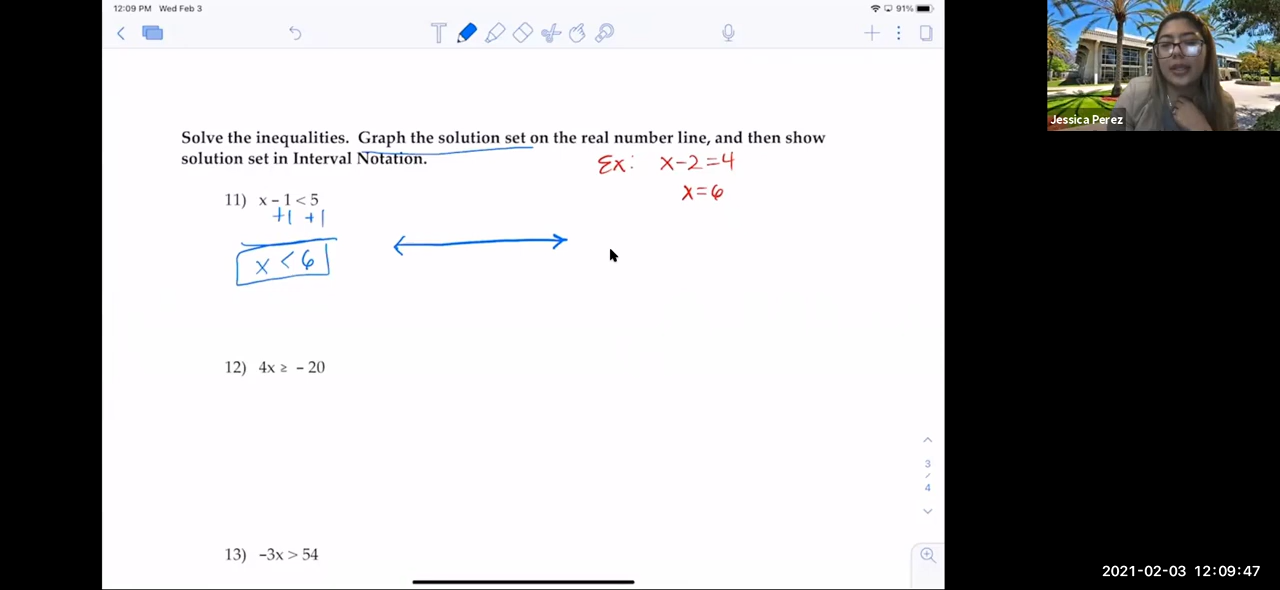 12:09 PM Wed Feb 3
91%
T
Jessica Perez
Solve the inequalities. Graph the solution set on the real number line, and then show
solution set in Interval Notation.
Ex: x-2=4
x=6
11) x - 1 < 5
+1 +1
x < 6
12) 4x ≥ - 20
3
/
4
13) -3x > 54
2021-02-03 12:09:47